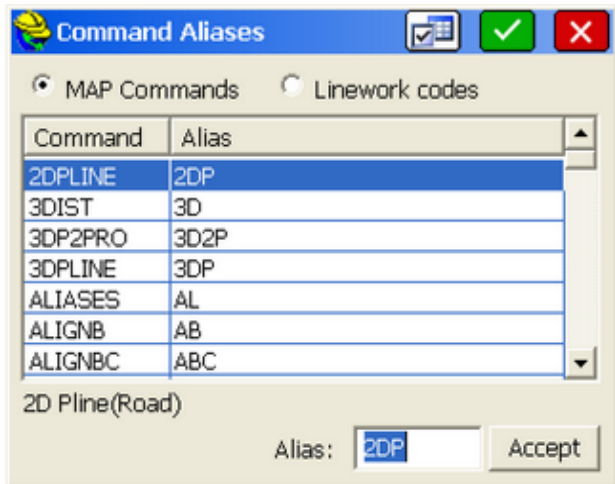 Command Aliases
MAP Commands Linework codes
Command Alias
2DPLINE 2DP
3DIST 3D
3DP2PRO 3D2P
3DPLINE 3DP
ALIASES AL
ALIGNB AB
ALIGNBC ABC
2D Pline(Road)
Alias: 2DP Accept